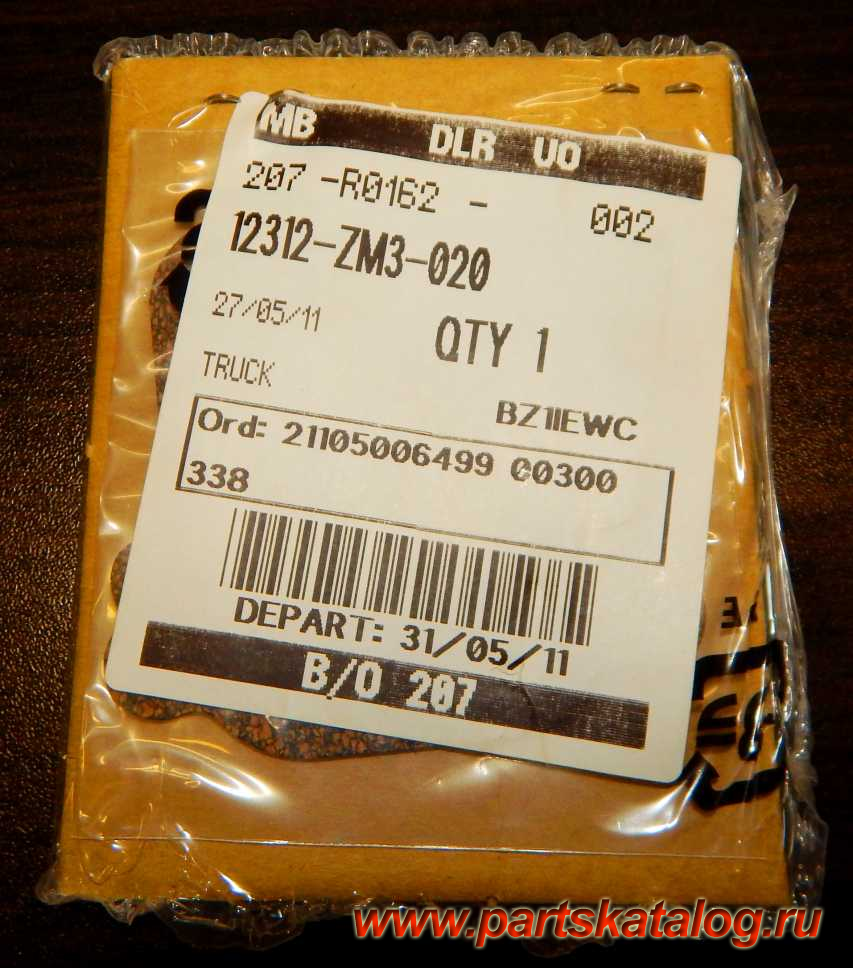 MB DLR UO
207 -R0162 - 002
12312-ZM3-020
27/05/11 QTY 1
TRUCK BZ1IEWC
Ord: 21105006499 00300
338
DEPART: 31/05/11
B/O 207
www.partskatalog.ru